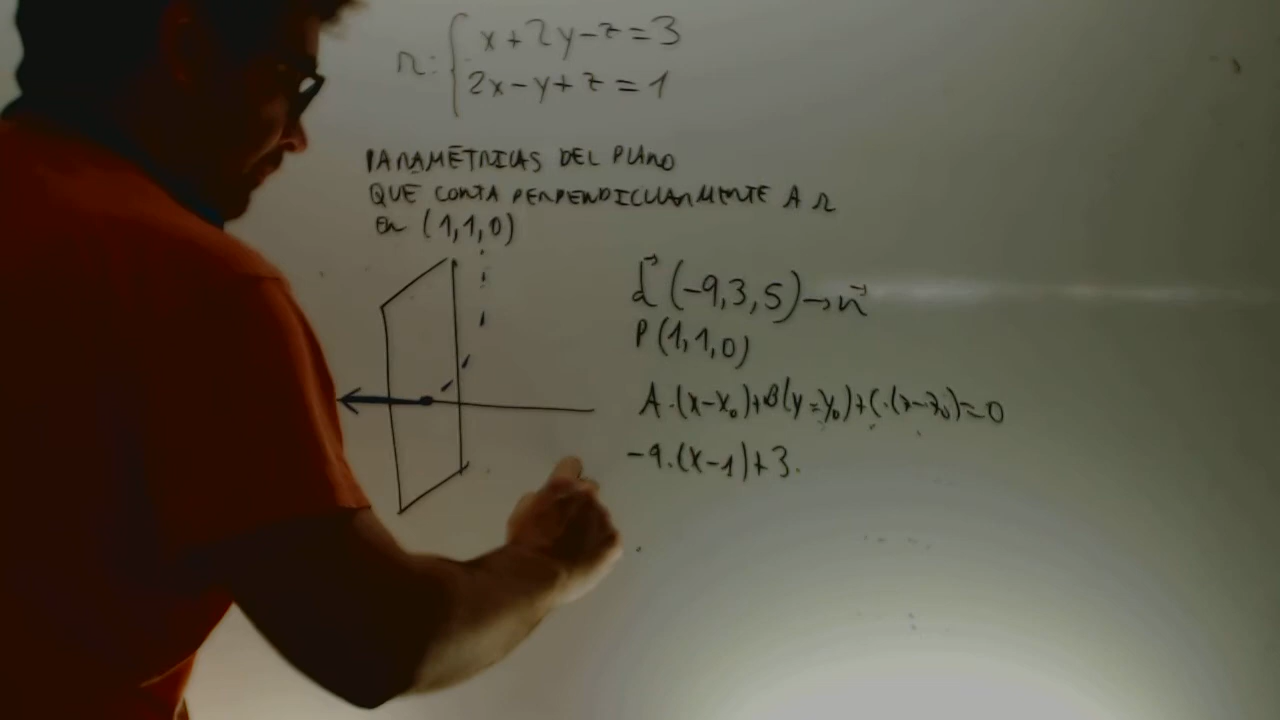 r: { x+2y-z=3
2x-y+z=1
PARAMÉTRICAS DEL PLANO
QUE CORTA PERPENDICULARMENTE A r
En (1,1,0)
d⃗ (-9,3,5)→n⃗
P(1,1,0)
A·(x-x₀)+B(y-y₀)+C·(z-z₀)=0
-9·(x-1)+3·